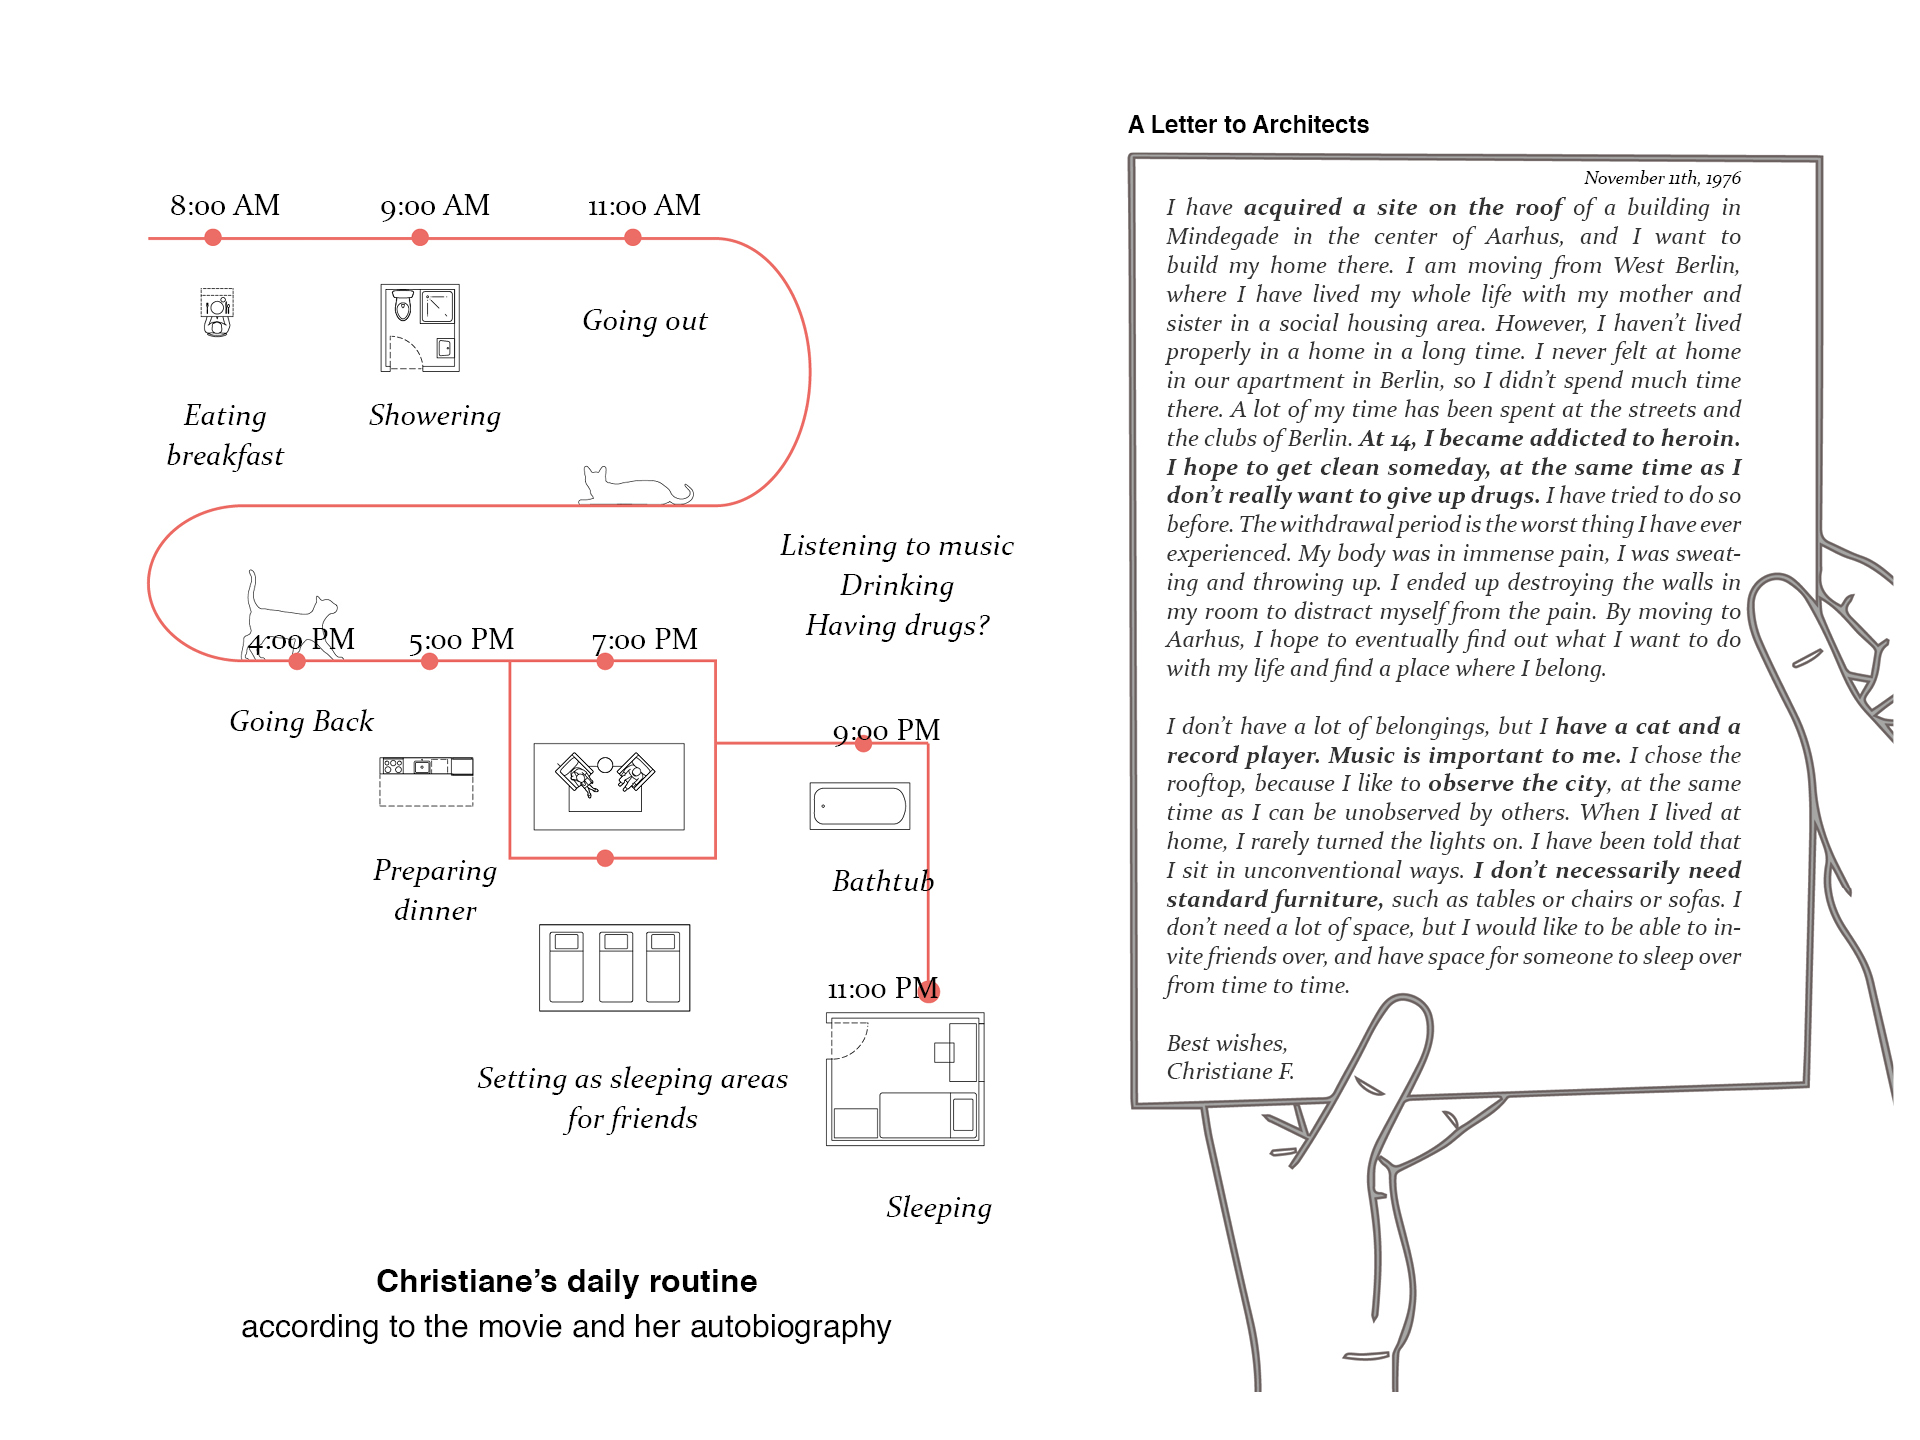 8:00 AM
9:00 AM
11:00 AM
Going out
Eating
breakfast
Showering
Listening to music
Drinking
Having drugs?
4:00 PM
5:00 PM
7:00 PM
Going Back
9:00 PM
Preparing
dinner
Bathtub
11:00 PM
Setting as sleeping areas
for friends
Sleeping
Christiane’s daily routine
according to the movie and her autobiography
A Letter to Architects
November 11th, 1976
I have acquired a site on the roof of a building in
Mindegade in the center of Aarhus, and I want to
build my home there. I am moving from West Berlin,
where I have lived my whole life with my mother and
sister in a social housing area. However, I haven’t lived
properly in a home in a long time. I never felt at home
in our apartment in Berlin, so I didn’t spend much time
there. A lot of my time has been spent at the streets and
the clubs of Berlin. At 14, I became addicted to heroin.
I hope to get clean someday, at the same time as I
don’t really want to give up drugs. I have tried to do so
before. The withdrawal period is the worst thing I have ever
experienced. My body was in immense pain, I was sweat-
ing and throwing up. I ended up destroying the walls in
my room to distract myself from the pain. By moving to
Aarhus, I hope to eventually find out what I want to do
with my life and find a place where I belong.
I don’t have a lot of belongings, but I have a cat and a
record player. Music is important to me. I chose the
rooftop, because I like to observe the city, at the same
time as I can be unobserved by others. When I lived at
home, I rarely turned the lights on. I have been told that
I sit in unconventional ways. I don’t necessarily need
standard furniture, such as tables or chairs or sofas. I
don’t need a lot of space, but I would like to be able to in-
vite friends over, and have space for someone to sleep over
from time to time.
Best wishes,
Christiane F.